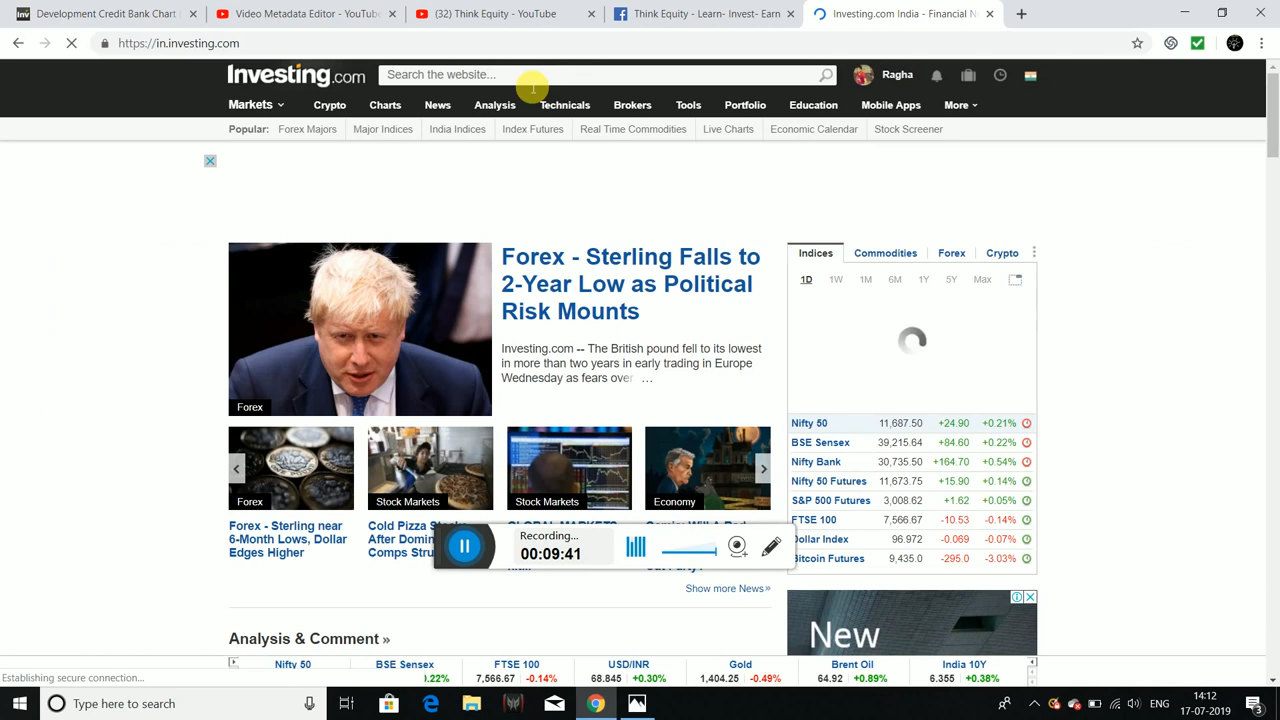 Development Credit Bank Chart
Video Metadata Editor - YouTube
(32) Think Equity - YouTube
Think Equity - Learn- Invest- Earn
Investing.com India - Financial N
https://in.investing.com
Investing.com
Search the website...
Ragha
Markets
Crypto
Charts
News
Analysis
Technicals
Brokers
Tools
Portfolio
Education
Mobile Apps
More
Popular:
Forex Majors
Major Indices
India Indices
Index Futures
Real Time Commodities
Live Charts
Economic Calendar
Stock Screener
Forex - Sterling Falls to
2-Year Low as Political
Risk Mounts
Investing.com -- The British pound fell to its lowest
in more than two years in early trading in Europe
Wednesday as fears over ...
Forex
Forex
Stock Markets
Stock Markets
Economy
Forex - Sterling near
6-Month Lows, Dollar
Edges Higher
Cold Pizza Stocks
After Domin
Comps Stru
Show more News»
Indices
Commodities
Forex
Crypto
1D
1W
1M
6M
1Y
5Y
Max
Nifty 50 11,687.50 +24.90 +0.21%
BSE Sensex 39,215.64 +84.60 +0.22%
Nifty Bank 30,735.50 +164.70 +0.54%
Nifty 50 Futures 11,673.75 +15.90 +0.14%
S&P 500 Futures 3,008.62 +1.62 +0.05%
FTSE 100 7,566.67 -10.53 -0.14%
Dollar Index 96.972 -0.069 -0.07%
Bitcoin Futures 9,435.0 -295.0 -3.03%
Recording...
00:09:41
New
Analysis & Comment »
Nifty 50
BSE Sensex
FTSE 100
USD/INR
Gold
Brent Oil
India 10Y
0.22%
7,566.67 -0.14%
68.845 +0.30%
1,404.25 -0.49%
64.92 +0.89%
6.355 +0.38%
Establishing secure connection...
Type here to search
ENG
14:12
17-07-2019
3